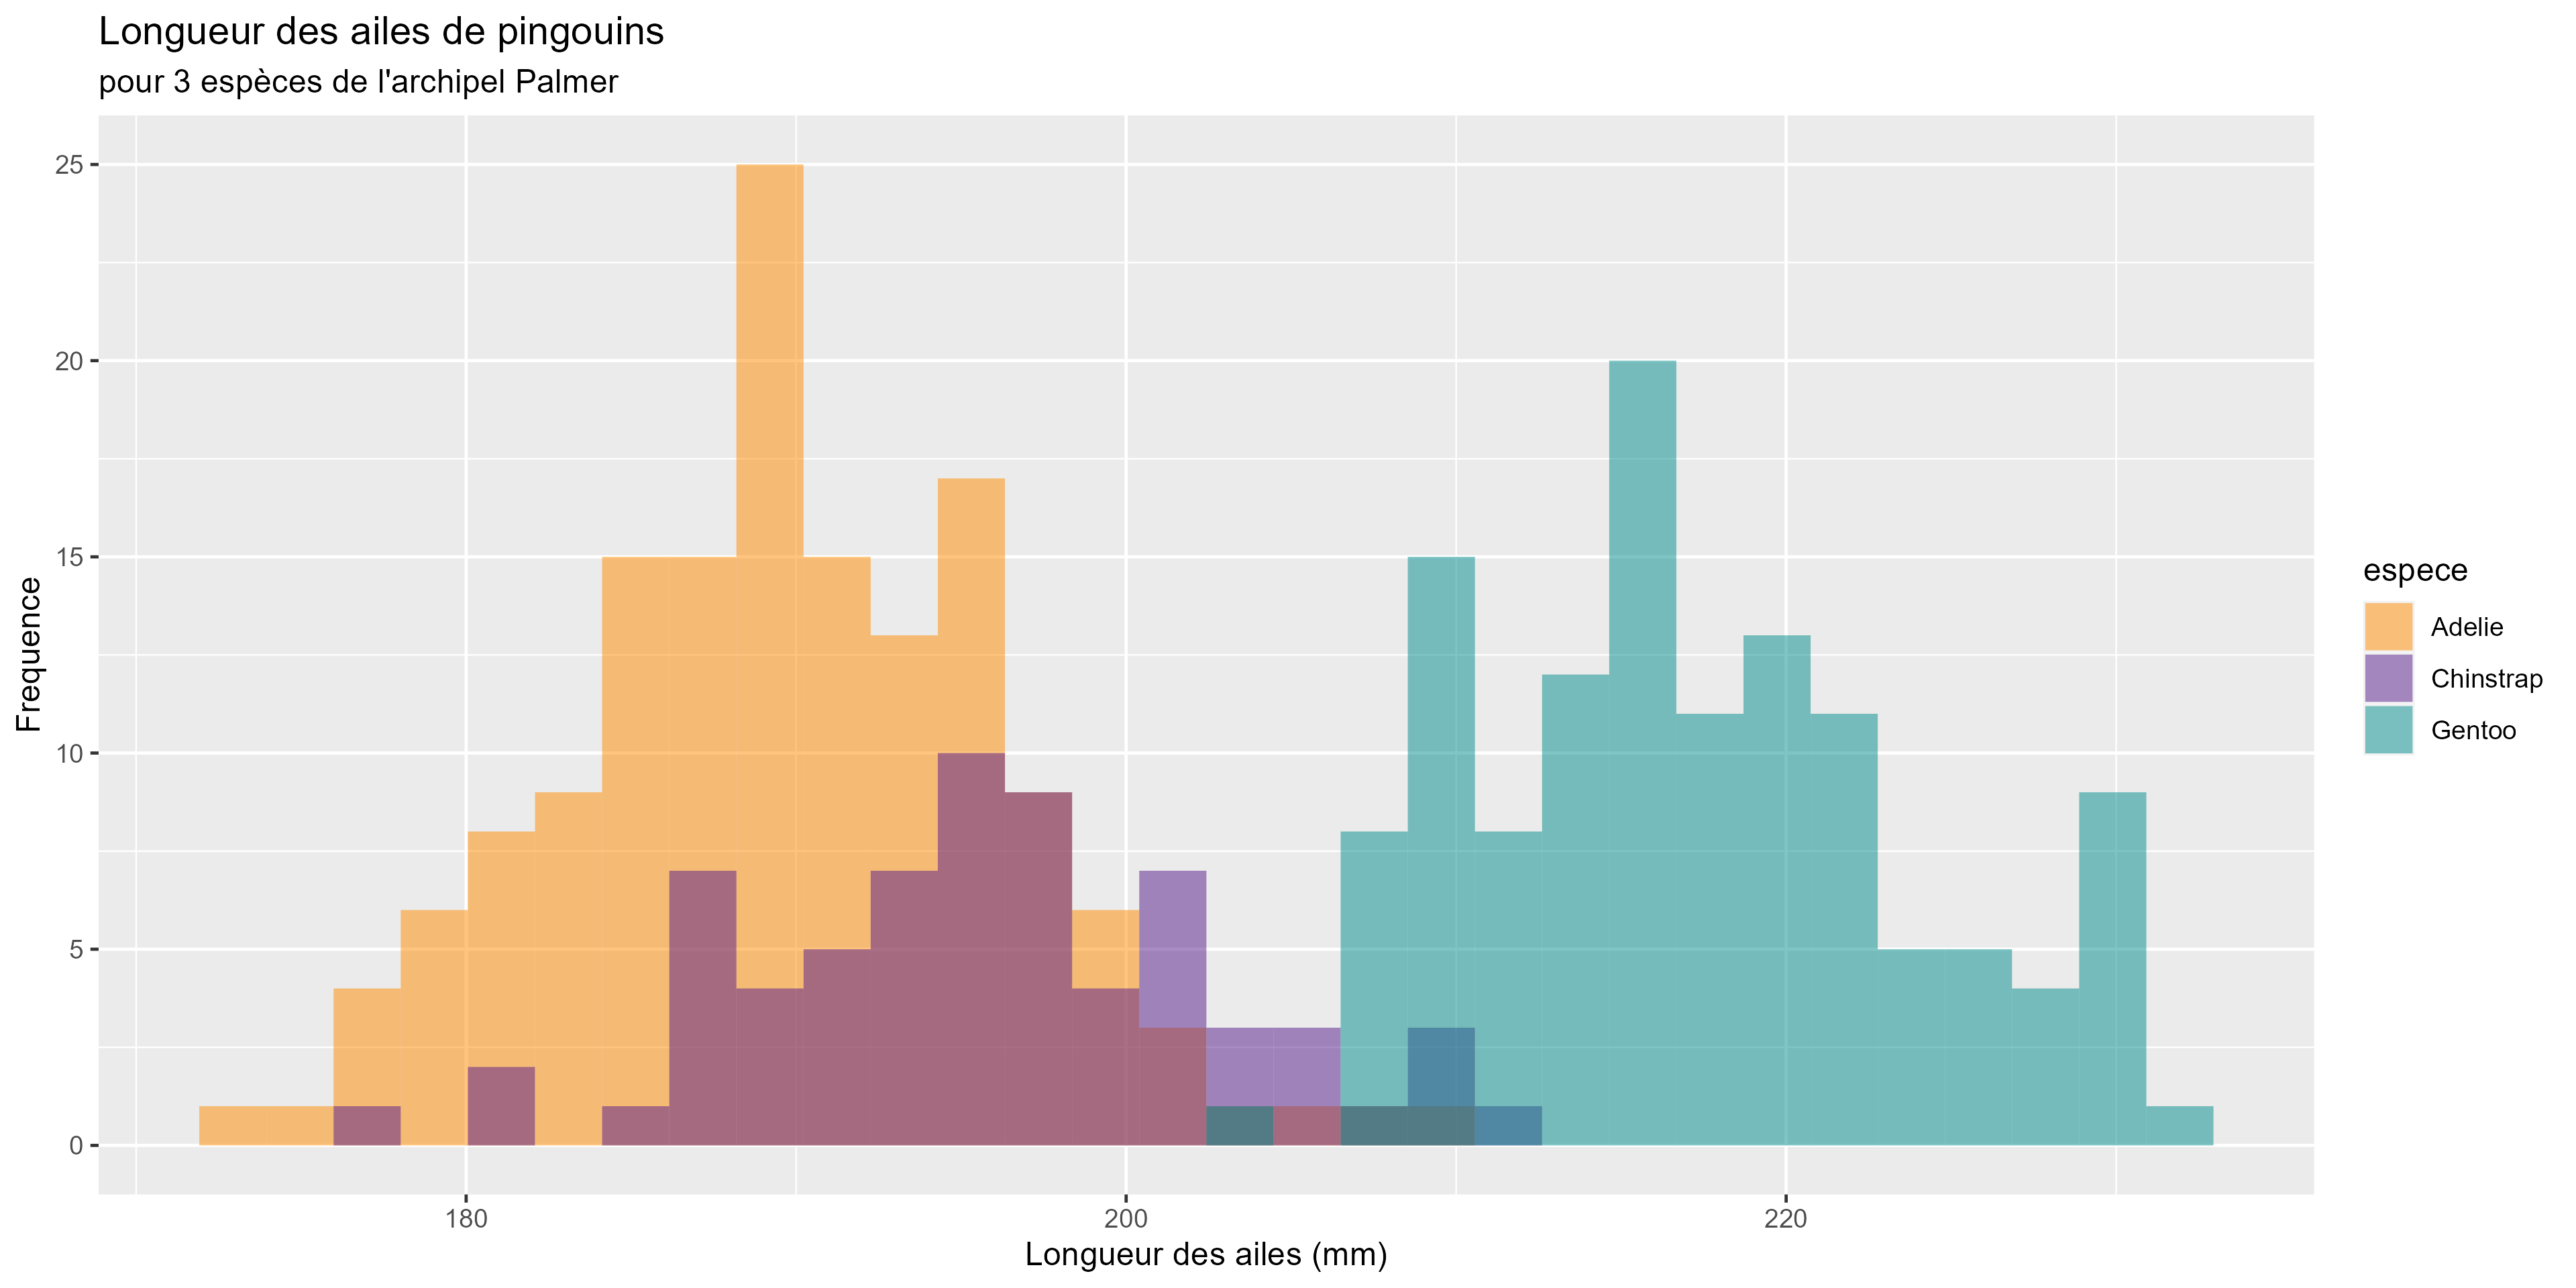 Longueur des ailes de pingouins
pour 3 espèces de l'archipel Palmer
25
20
15
10
5
0
Frequence
180
200
220
Longueur des ailes (mm)
espece
Adelie
Chinstrap
Gentoo